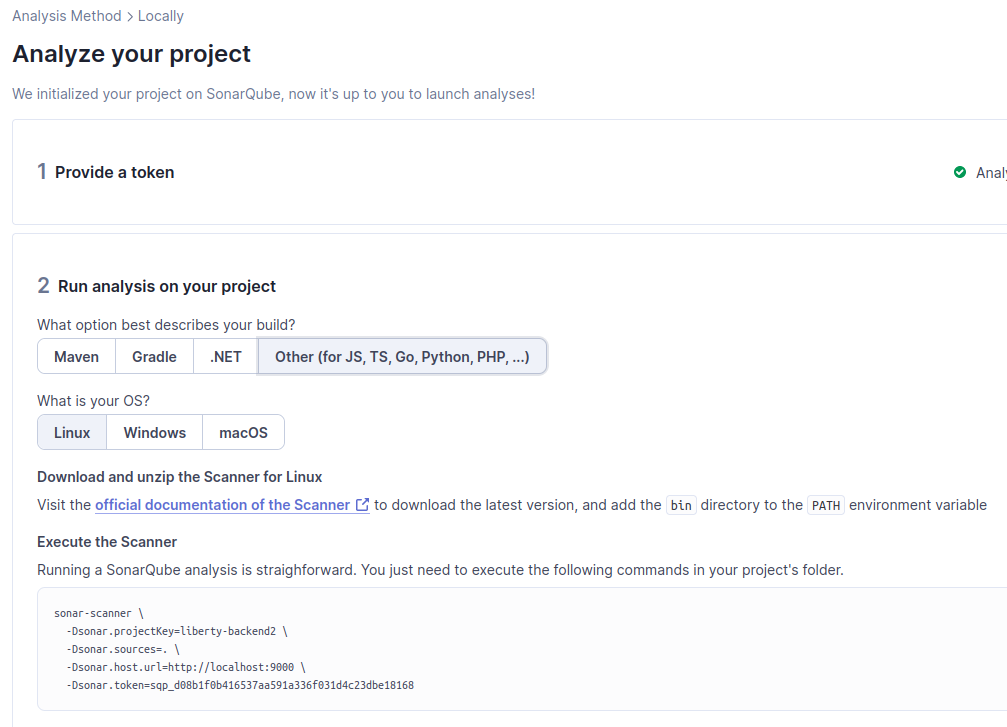 Analysis Method > Locally
Analyze your project
We initialized your project on SonarQube, now it's up to you to launch analyses!
1 Provide a token
Analy
2 Run analysis on your project
What option best describes your build?
Maven Gradle .NET Other (for JS, TS, Go, Python, PHP, ...)
What is your OS?
Linux Windows macOS
Download and unzip the Scanner for Linux
Visit the official documentation of the Scanner to download the latest version, and add the bin directory to the PATH environment variable
Execute the Scanner
Running a SonarQube analysis is straighforward. You just need to execute the following commands in your project's folder.
sonar-scanner \
-Dsonar.projectKey=liberty-backend2 \
-Dsonar.sources=. \
-Dsonar.host.url=http://localhost:9000 \
-Dsonar.token=sqp_d08b1f0b416537aa591a336f031d4c23dbe18168